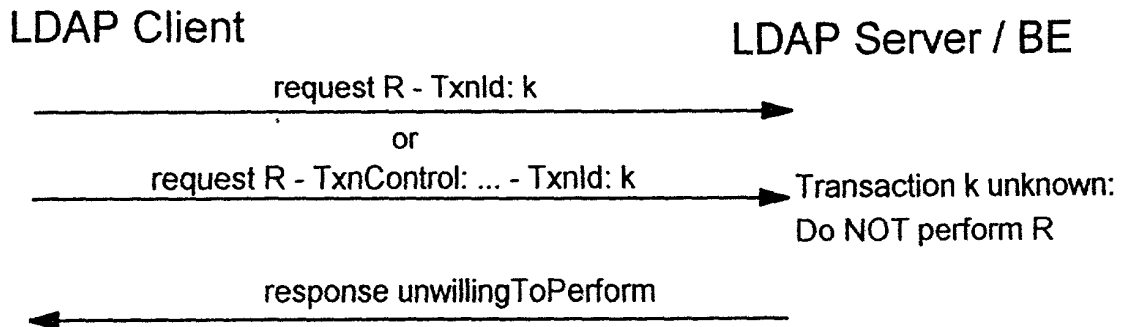 LDAP Client
LDAP Server / BE
request R - TxnId: k
or
request R - TxnControl: ... - TxnId: k
Transaction k unknown:
Do NOT perform R
response unwillingToPerform